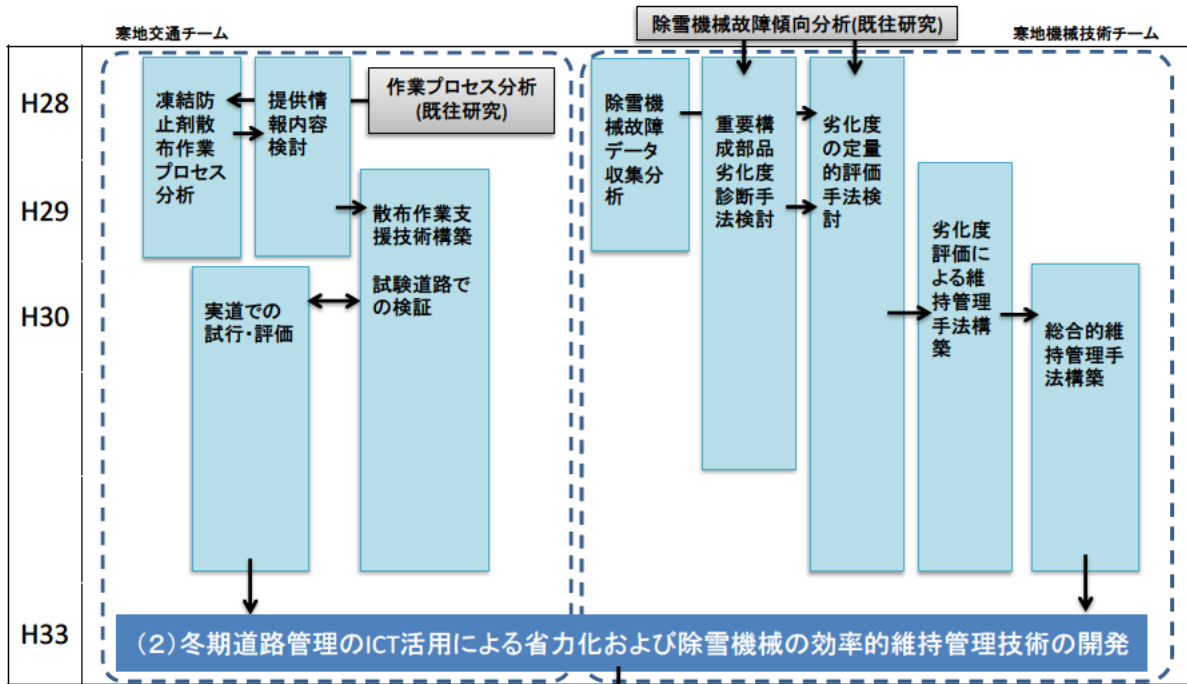 寒地交通チーム
除雪機械故障傾向分析(既往研究)
寒地機械技術チーム
H28
凍結防
止剤散
布作業
プロセス
分析
提供情
報内容
検討
作業プロセス分析
(既往研究)
除雪機
械故障
データ
収集分
析
重要構
成部品
劣化度
診断手
法検討
劣化度
の定量
的評価
手法検
討
H29
散布作業支
援技術構築
試験道路で
の検証
劣化度
評価に
よる維
持管理
手法構
築
H30
実道での
試行・評価
総合的維
持管理手
法構築
H33
(2)冬期道路管理のICT活用による省力化および除雪機械の効率的維持管理技術の開発